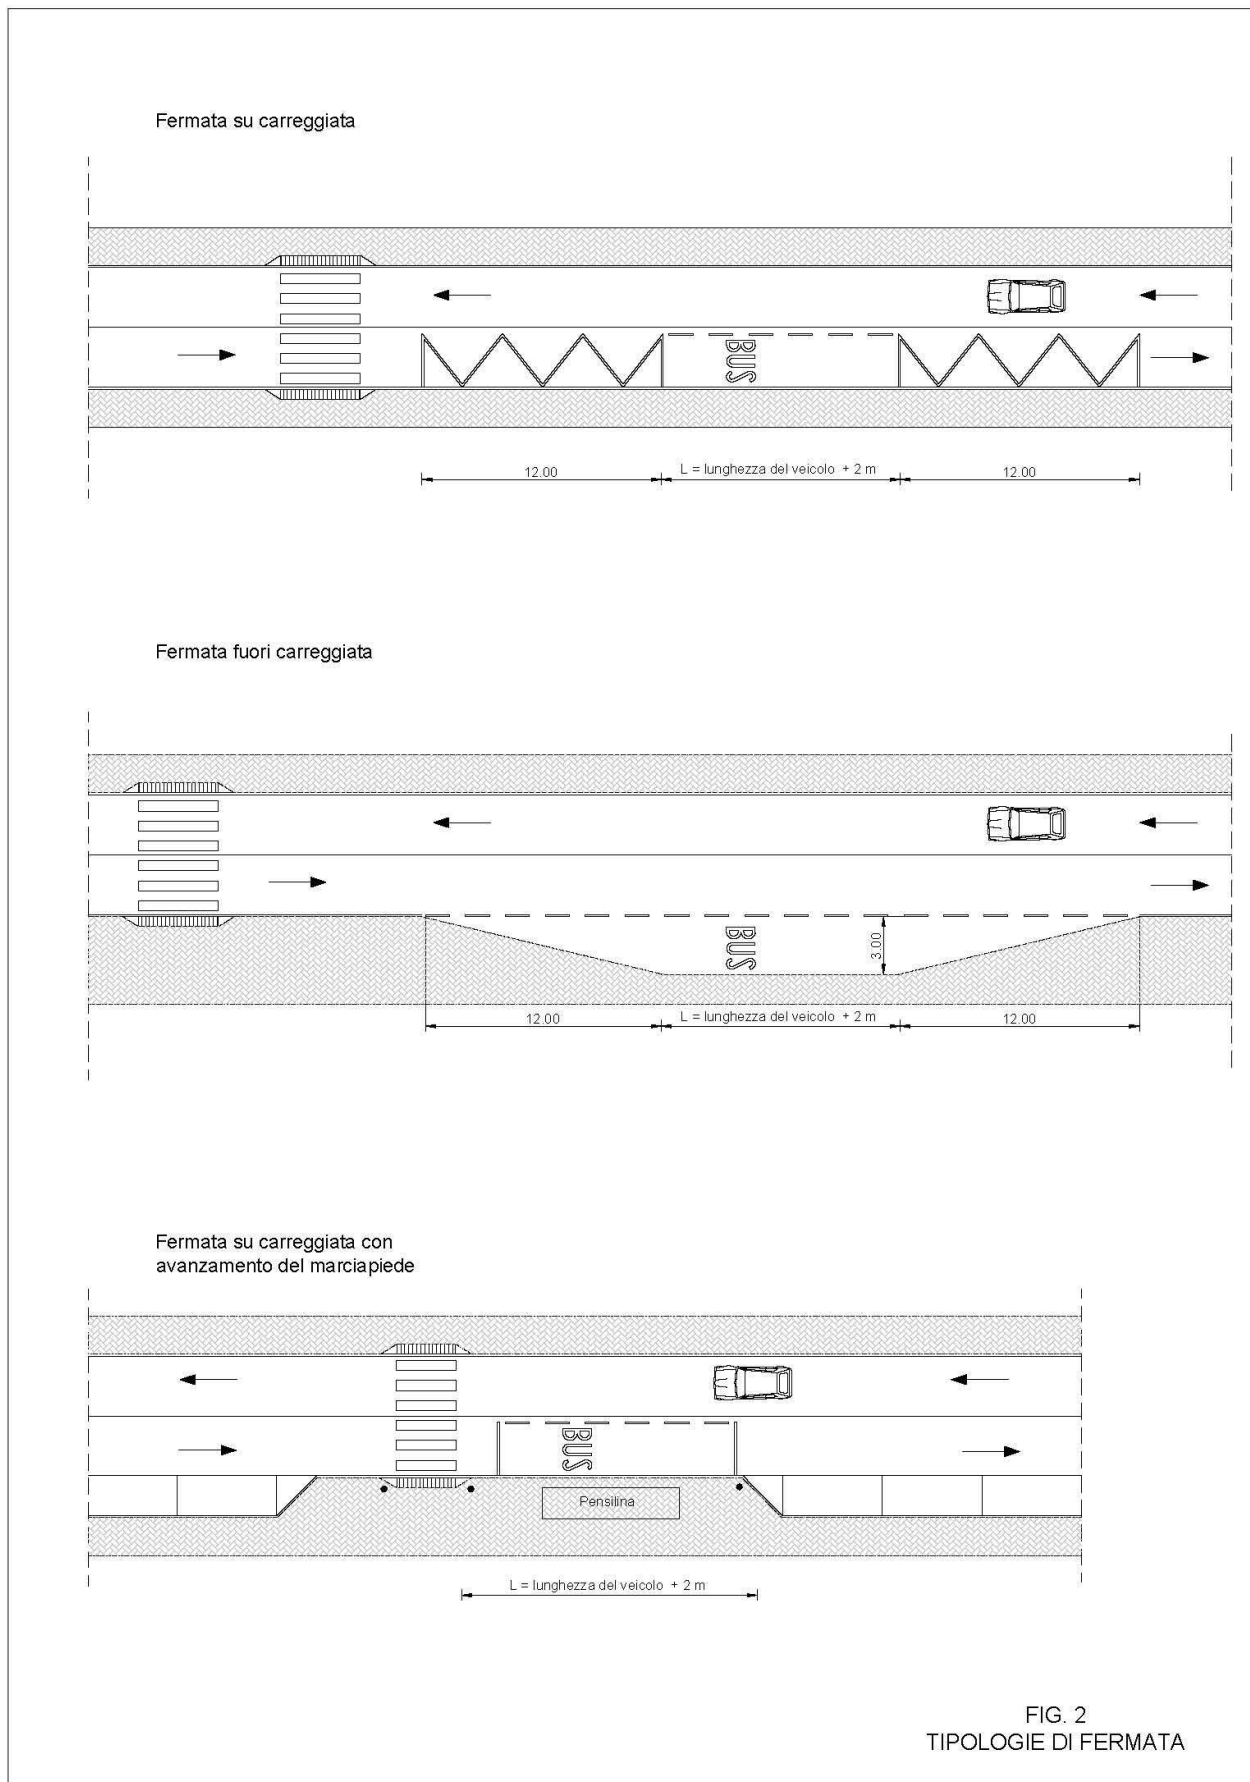 Fermata su carreggiata
BUS
12.00
L = lunghezza del veicolo + 2 m
12.00
Fermata fuori carreggiata
BUS
3.00
12.00
L = lunghezza del veicolo + 2 m
12.00
Fermata su carreggiata con
avanzamento del marciapiede
BUS
Pensilina
L = lunghezza del veicolo + 2 m
FIG. 2
TIPOLOGIE DI FERMATA